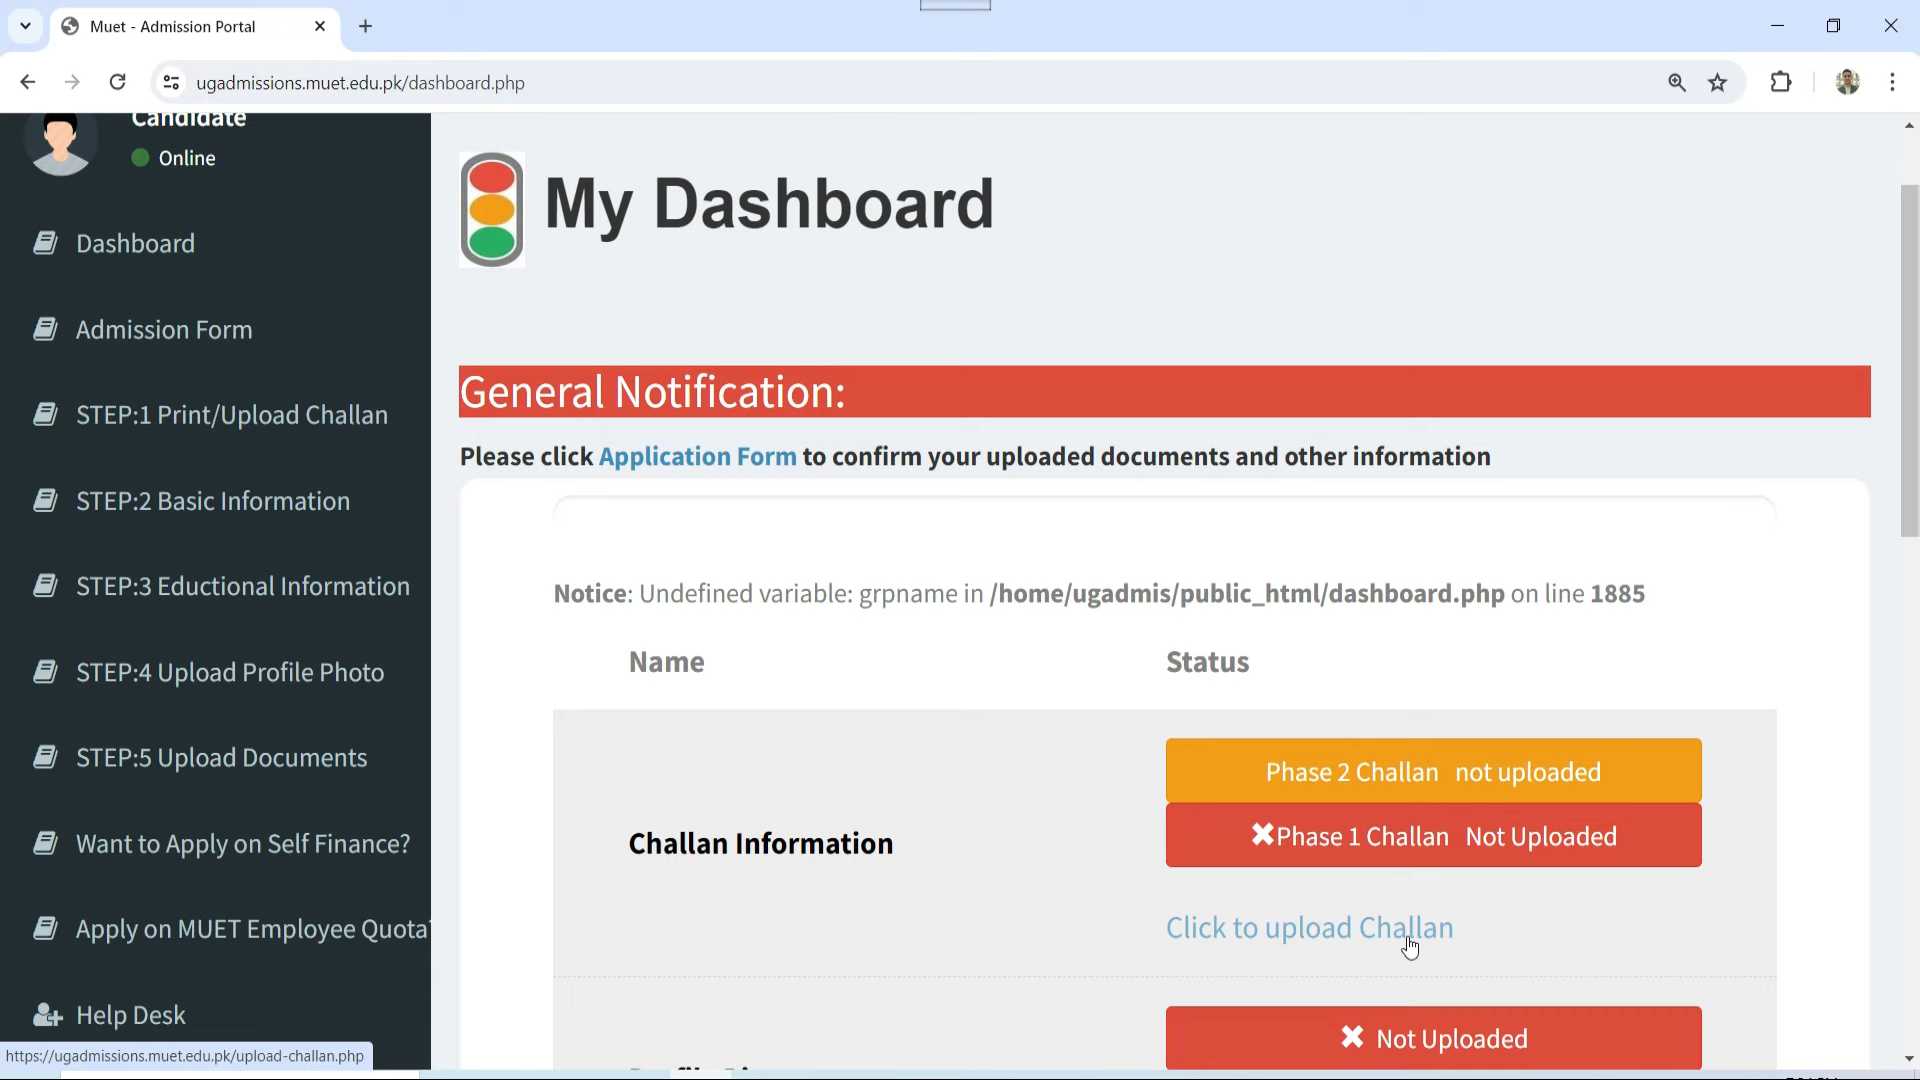 Muet - Admission Portal
ugadmissions.muet.edu.pk/dashboard.php
Candidate
Online
Dashboard
Admission Form
STEP:1 Print/Upload Challan
STEP:2 Basic Information
STEP:3 Eductional Information
STEP:4 Upload Profile Photo
STEP:5 Upload Documents
Want to Apply on Self Finance?
Apply on MUET Employee Quota?
Help Desk
https://ugadmissions.muet.edu.pk/upload-challan.php
My Dashboard
General Notification:
Please click Application Form to confirm your uploaded documents and other information
Notice: Undefined variable: grpname in /home/ugadmis/public_html/dashboard.php on line 1885
Name Status
Phase 2 Challan not uploaded
Challan Information
Phase 1 Challan Not Uploaded
Click to upload Challan
Not Uploaded